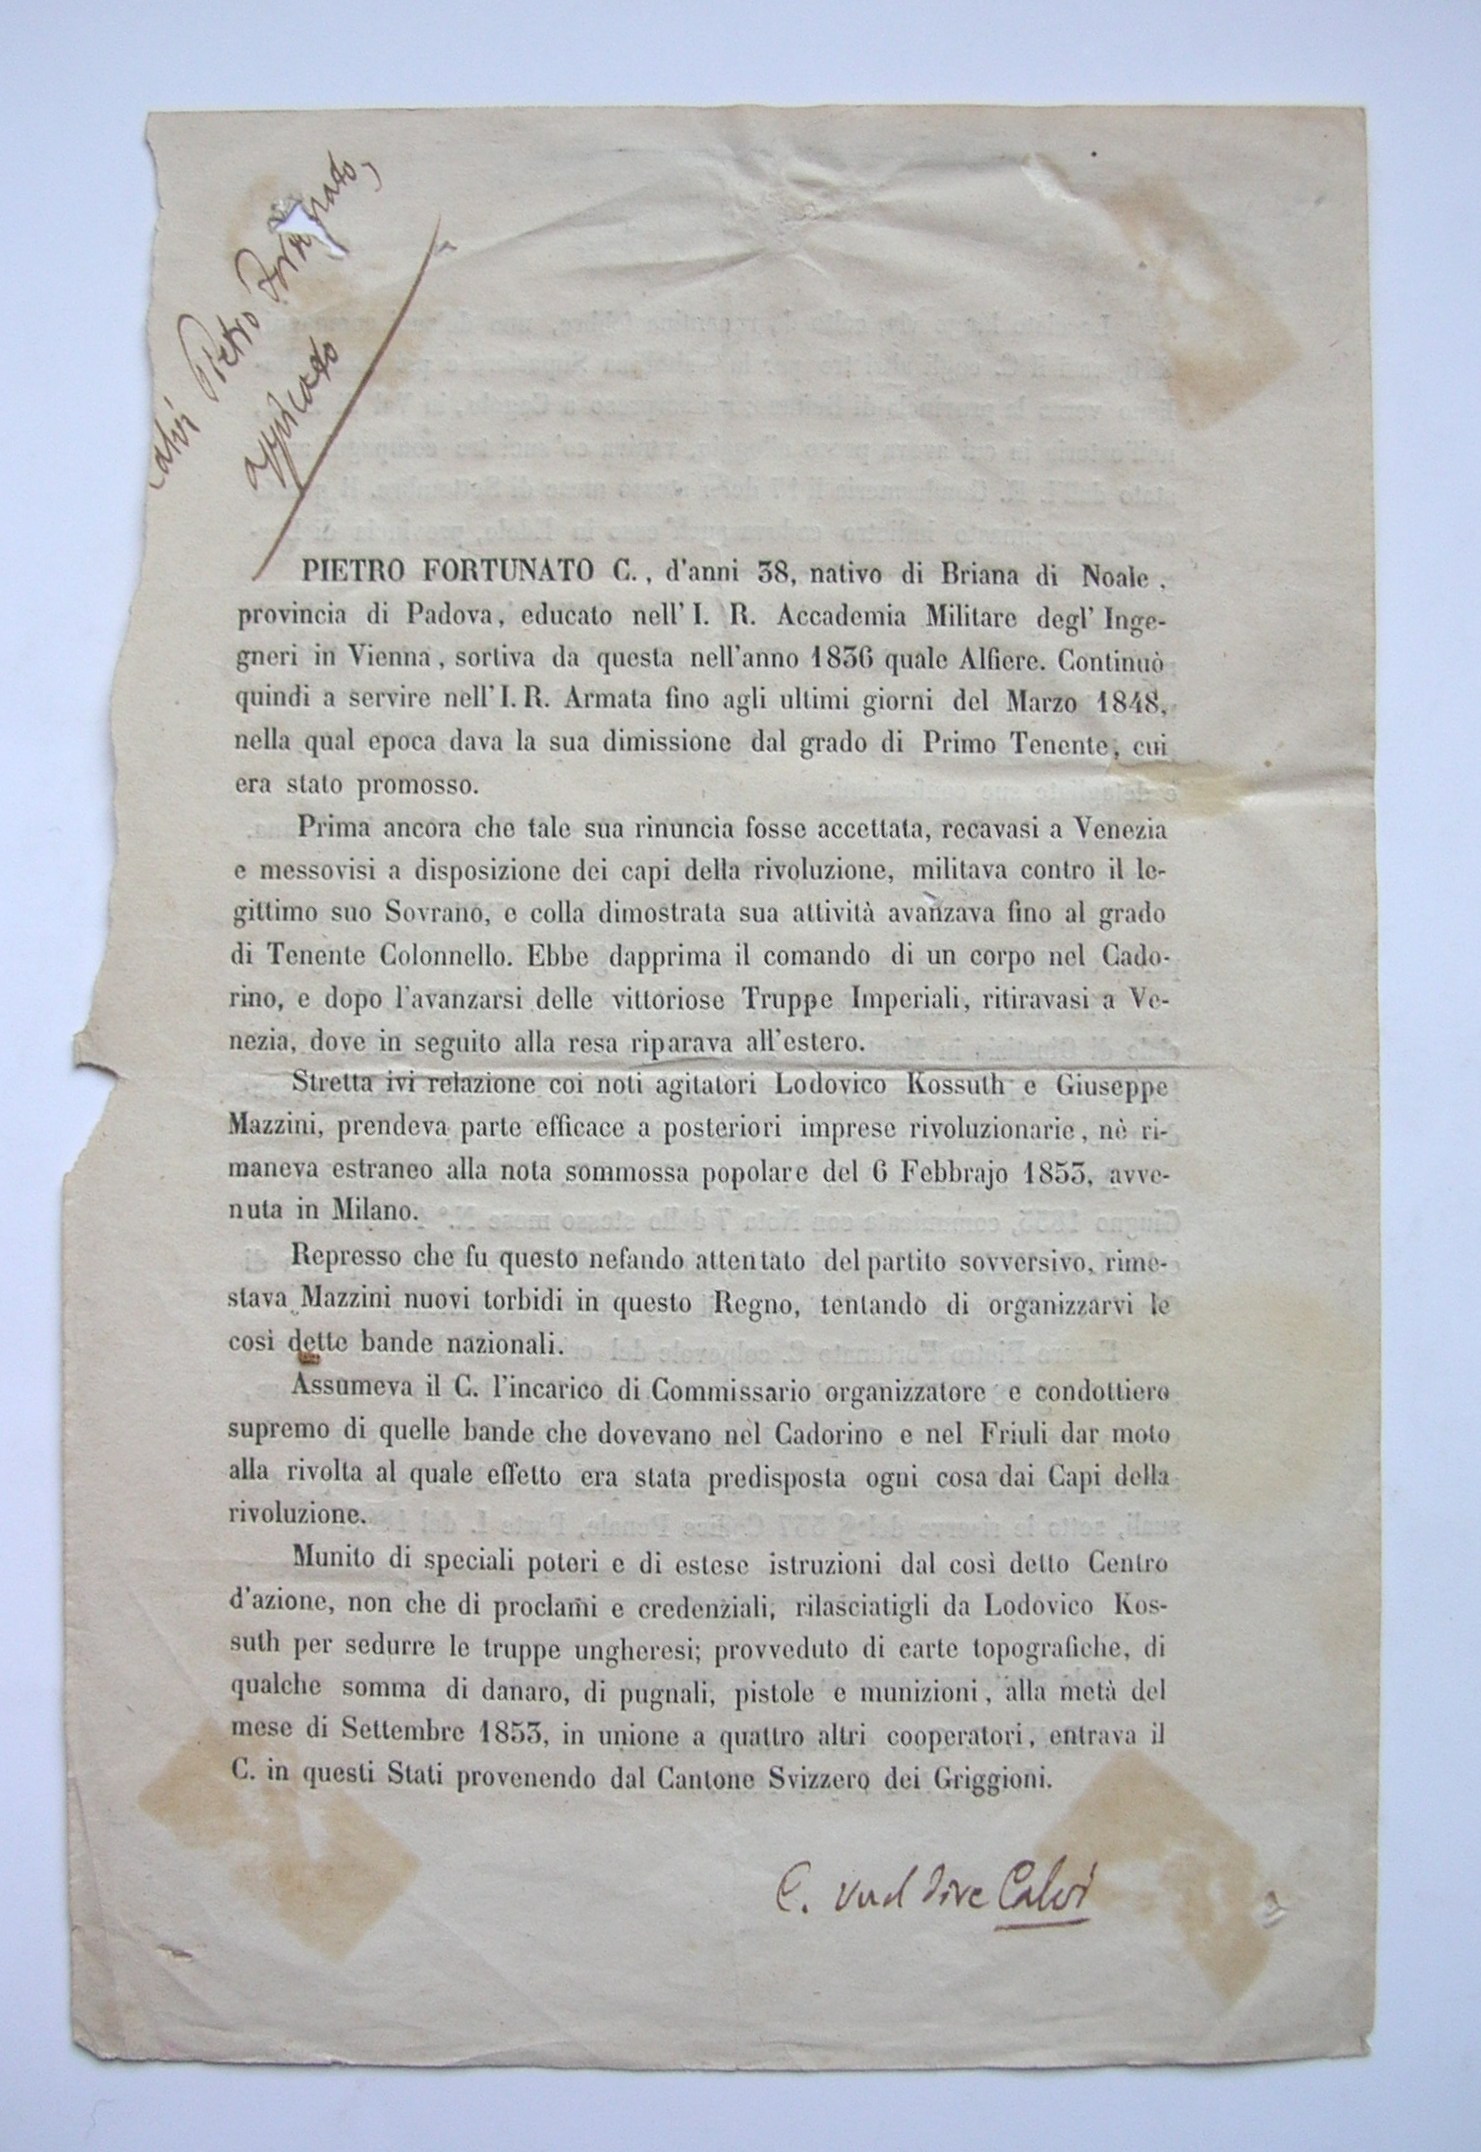 Calvi Pietro Fortunato,
appiccato
PIETRO FORTUNATO C., d'anni 38, nativo di Briana di Noale,
provincia di Padova, educato nell'I. R. Accademia Militare degl'Inge-
gneri in Vienna, sortiva da questa nell'anno 1836 quale Alfiere. Continuò
quindi a servire nell'I. R. Armata fino agli ultimi giorni del Marzo 1848,
nella qual epoca dava la sua dimissione dal grado di Primo Tenente, cui
era stato promosso.
Prima ancora che tale sua rinuncia fosse accettata, recavasi a Venezia
e messovisi a disposizione dei capi della rivoluzione, militava contro il le-
gittimo suo Sovrano, e colla dimostrata sua attività avanzava fino al grado
di Tenente Colonnello. Ebbe dapprima il comando di un corpo nel Cado-
rino, e dopo l'avanzarsi delle vittoriose Truppe Imperiali, ritiravasi a Ve-
nezia, dove in seguito alla resa riparava all'estero.
Stretta ivi relazione coi noti agitatori Lodovico Kossuth e Giuseppe
Mazzini, prendeva parte efficace a posteriori imprese rivoluzionarie, nè ri-
maneva estraneo alla nota sommossa popolare del 6 Febbrajo 1853, avve-
nuta in Milano.
Represso che fu questo nefando attentato del partito sovversivo, rime-
stava Mazzini nuovi torbidi in questo Regno, tentando di organizzarvi le
così dette bande nazionali.
Assumeva il C. l'incarico di Commissario organizzatore e condottiero
supremo di quelle bande che dovevano nel Cadorino e nel Friuli dar moto
alla rivolta al quale effetto era stata predisposta ogni cosa dai Capi della
rivoluzione.
Munito di speciali poteri e di estese istruzioni dal così detto Centro
d'azione, non che di proclami e credenziali, rilasciatigli da Lodovico Kos-
suth per sedurre le truppe ungheresi; provveduto di carte topografiche, di
qualche somma di danaro, di pugnali, pistole e munizioni, alla metà del
mese di Settembre 1853, in unione a quattro altri cooperatori, entrava il
C. in questi Stati provenendo dal Cantone Svizzero dei Griggioni.
C. vuol dire Calvi